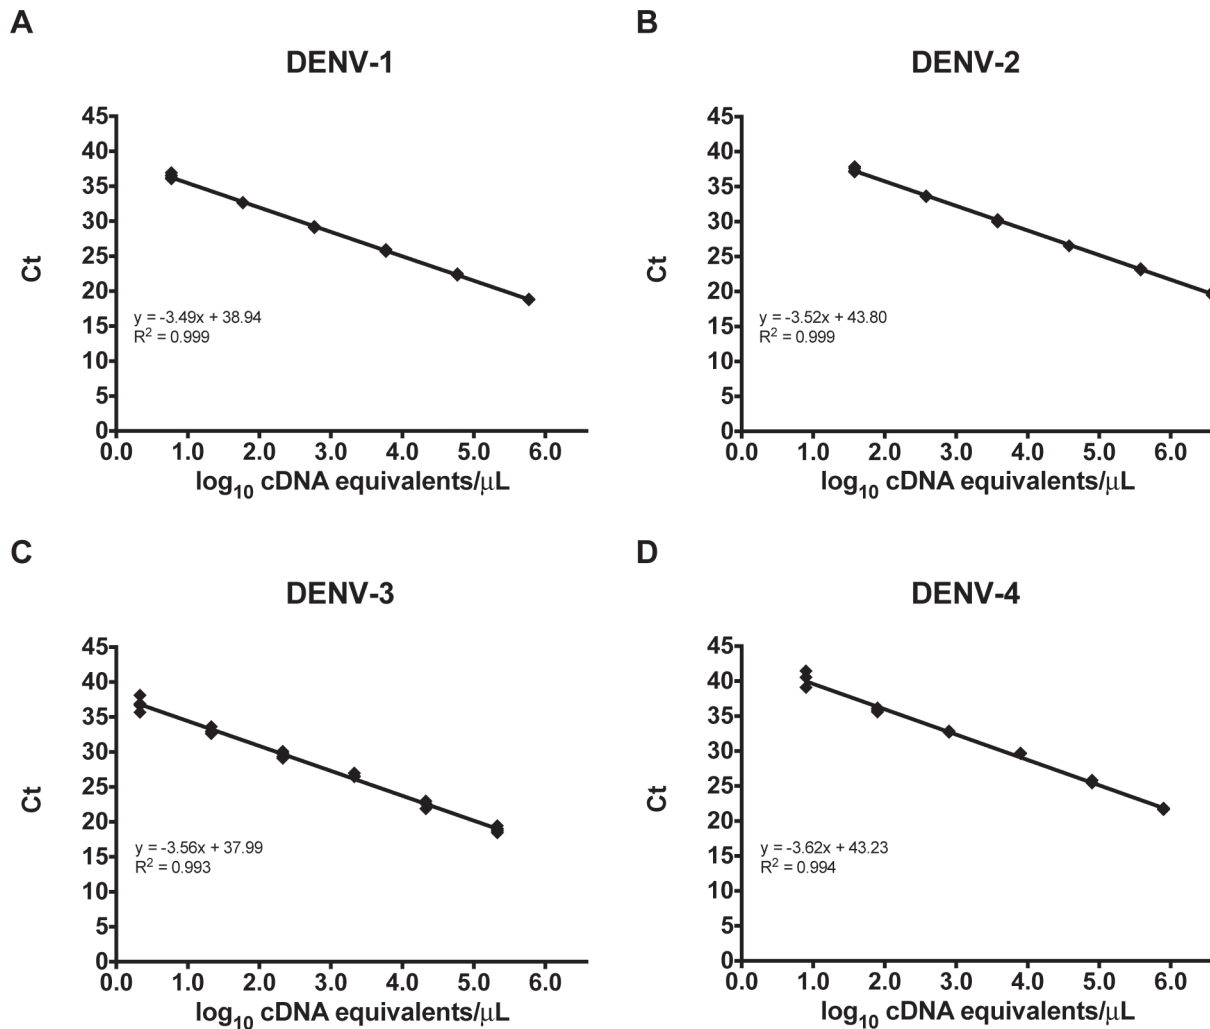 A
DENV-1
45
40
35
30
25
20
15
10
5
0
Ct
y = -3.49x + 38.94
R² = 0.999
0.0 1.0 2.0 3.0 4.0 5.0 6.0
log₁₀ cDNA equivalents/μL
B
DENV-2
45
40
35
30
25
20
15
10
5
0
Ct
y = -3.52x + 43.80
R² = 0.999
0.0 1.0 2.0 3.0 4.0 5.0 6.0
log₁₀ cDNA equivalents/μL
C
DENV-3
45
40
35
30
25
20
15
10
5
0
Ct
y = -3.56x + 37.99
R² = 0.993
0.0 1.0 2.0 3.0 4.0 5.0 6.0
log₁₀ cDNA equivalents/μL
D
DENV-4
45
40
35
30
25
20
15
10
5
0
Ct
y = -3.62x + 43.23
R² = 0.994
0.0 1.0 2.0 3.0 4.0 5.0 6.0
log₁₀ cDNA equivalents/μL